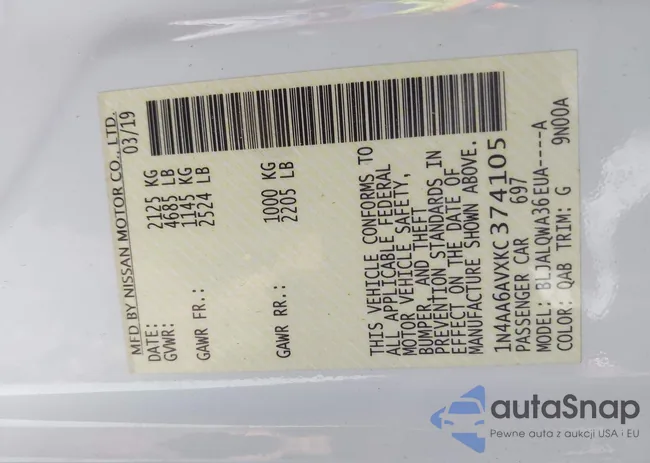 MFD BY NISSAN MOTOR CO., LTD.
DATE: 03/19
GVWR: 2125 KG
4685 LB
GAWR FR.: 1145 KG
2524 LB
GAWR RR.: 1000 KG
2205 LB
THIS VEHICLE CONFORMS TO
ALL APPLICABLE FEDERAL
MOTOR VEHICLE SAFETY,
BUMPER, AND THEFT
PREVENTION STANDARDS IN
EFFECT ON THE DATE OF
MANUFACTURE SHOWN ABOVE.
1N4AA6AVXKC374105
PASSENGER CAR 697
MODEL: BLJALQWA36EUA-----A
COLOR: QAB TRIM: G 9N00A
autaSnap
Pewne auta z aukcji USA i EU